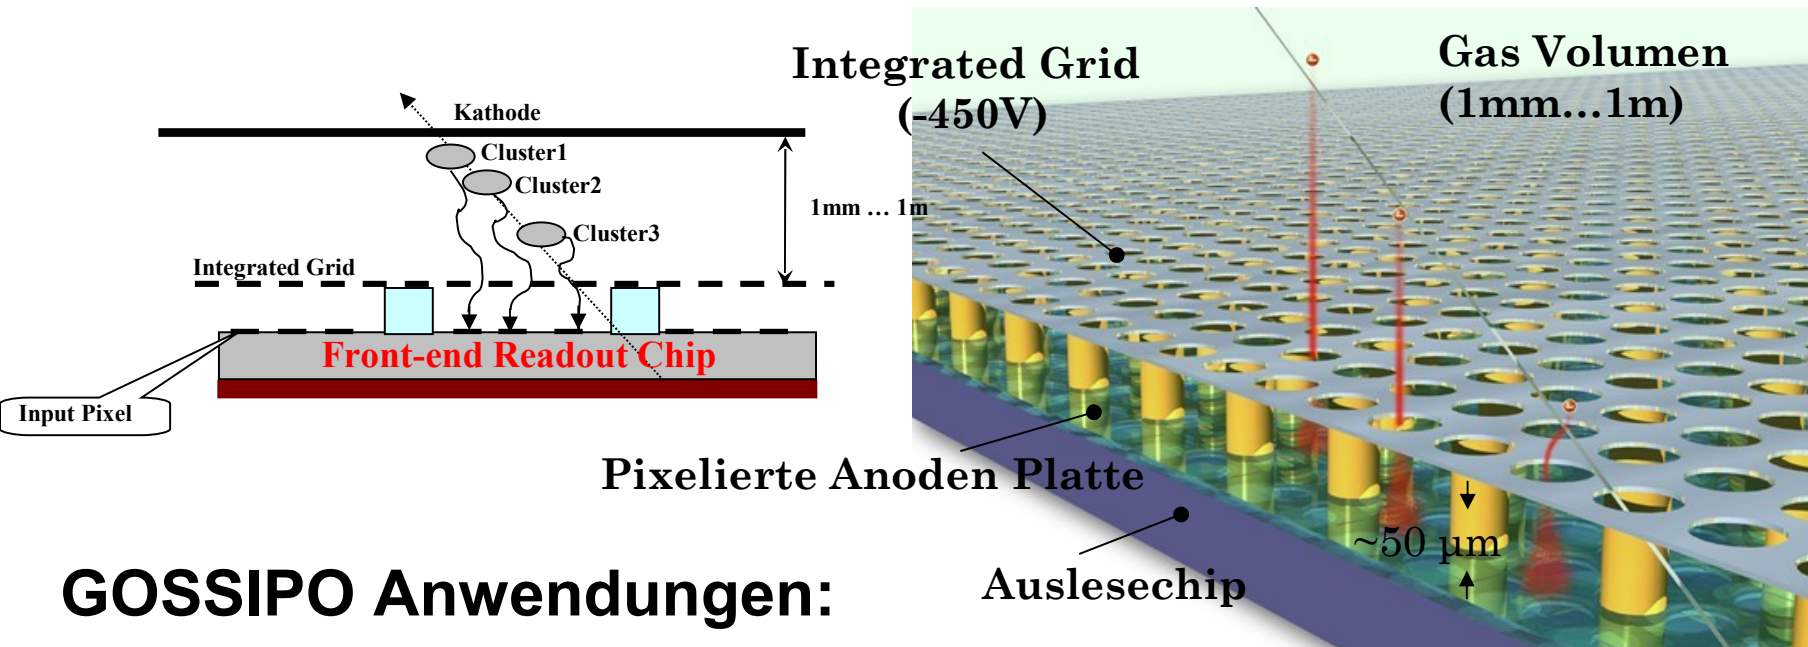 Kathode
Cluster1
Cluster2
Cluster3
1mm ... 1m
Integrated Grid
Front-end Readout Chip
Input Pixel
Integrated Grid
(-450V)
Gas Volumen
(1mm...1m)
Pixelierte Anoden Platte
~50 µm
Auslesechip
GOSSIPO Anwendungen: